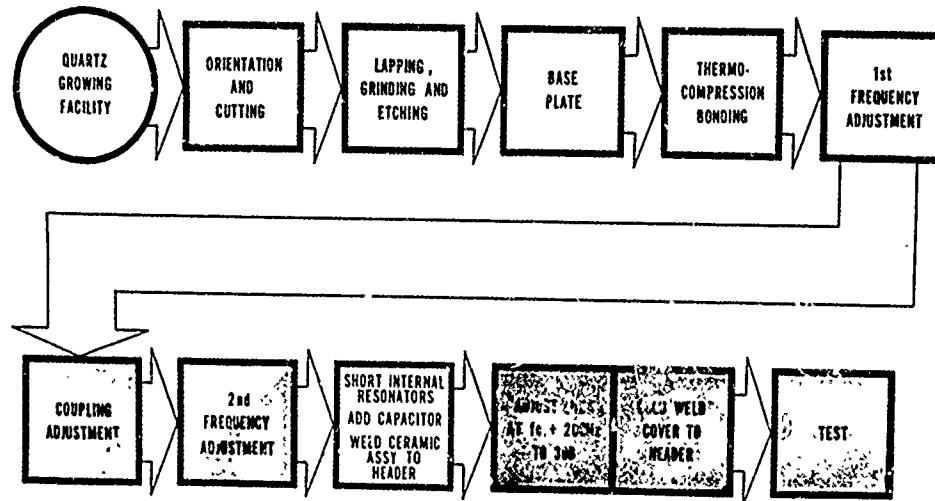 QUARTZ
GROWING
FACILITY
ORIENTATION
AND
CUTTING
LAPPING,
GRINDING AND
ETCHING
BASE
PLATE
THERMO-
COMPRESSION
BONDING
1st
FREQUENCY
ADJUSTMENT
COUPLING
ADJUSTMENT
2nd
FREQUENCY
ADJUSTMENT
SHORT INTERNAL
RESONATORS
ADD CAPACITOR
WELD CERAMIC
ASSY TO
HEADER
ADJUST
AT fc + 200Hz
TO 3dB
WELD
COVER TO
HEADER
TEST